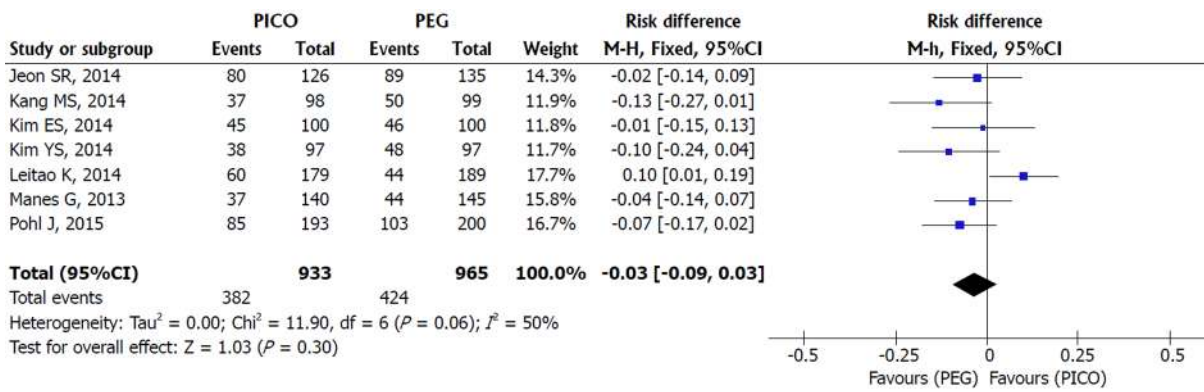 PICO PEG Risk difference Risk difference
Study or subgroup Events Total Events Total Weight M-H, Fixed, 95%CI M-h, Fixed, 95%CI
Jeon SR, 2014 80 126 89 135 14.3% -0.02 [-0.14, 0.09]
Kang MS, 2014 37 98 50 99 11.9% -0.13 [-0.27, 0.01]
Kim ES, 2014 45 100 46 100 11.8% -0.01 [-0.15, 0.13]
Kim YS, 2014 38 97 48 97 11.7% -0.10 [-0.24, 0.04]
Leitao K, 2014 60 179 44 189 17.7% 0.10 [0.01, 0.19]
Manes G, 2013 37 140 44 145 15.8% -0.04 [-0.14, 0.07]
Pohl J, 2015 85 193 103 200 16.7% -0.07 [-0.17, 0.02]
Total (95%CI) 933 965 100.0% -0.03 [-0.09, 0.03]
Total events 382 424
Heterogeneity: Tau² = 0.00; Chi² = 11.90, df = 6 (P = 0.06); I² = 50%
Test for overall effect: Z = 1.03 (P = 0.30)
-0.5 -0.25 0 0.25 0.5
Favours (PEG) Favours (PICO)